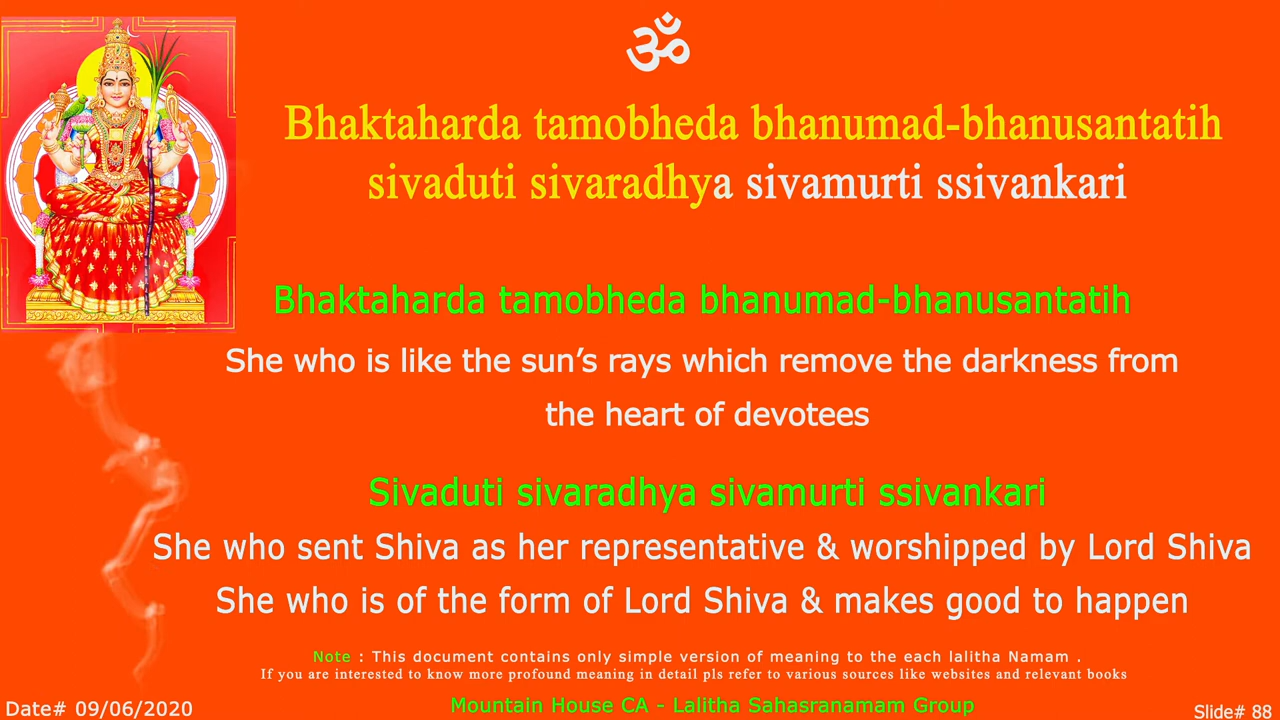 ॐ
Bhaktaharda tamobheda bhanumad-bhanusantatih
sivaduti sivaradhya sivamurti ssivankari
Bhaktaharda tamobheda bhanumad-bhanusantatih
She who is like the sun’s rays which remove the darkness from
the heart of devotees
Sivaduti sivaradhya sivamurti ssivankari
She who sent Shiva as her representative & worshipped by Lord Shiva
She who is of the form of Lord Shiva & makes good to happen
Note : This document contains only simple version of meaning to the each lalitha Namam .
If you are interested to know more profound meaning in detail pls refer to various sources like websites and relevant books
Mountain House CA - Lalitha Sahasranamam Group
Date# 09/06/2020
Slide# 88